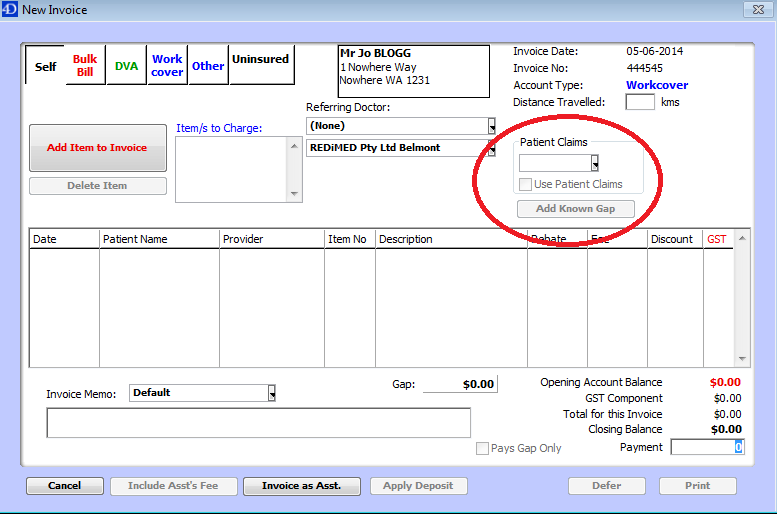 New Invoice
Self
Bulk
Bill
DVA
Work
cover
Other
Uninsured
Mr Jo BLOGG
1 Nowhere Way
Nowhere WA 1231
Invoice Date: 05-06-2014
Invoice No: 444545
Account Type: Workcover
Distance Travelled: kms
Referring Doctor:
(None)
REDiMED Pty Ltd Belmont
Add Item to Invoice
Delete Item
Item/s to Charge:
Patient Claims
Use Patient Claims
Add Known Gap
Date Patient Name Provider Item No Description Rebate Fee Discount GST
Invoice Memo: Default
Gap: $0.00
Opening Account Balance $0.00
GST Component $0.00
Total for this Invoice $0.00
Closing Balance $0.00
Pays Gap Only
Payment 0
Cancel Include Asst's Fee Invoice as Asst. Apply Deposit Defer Print